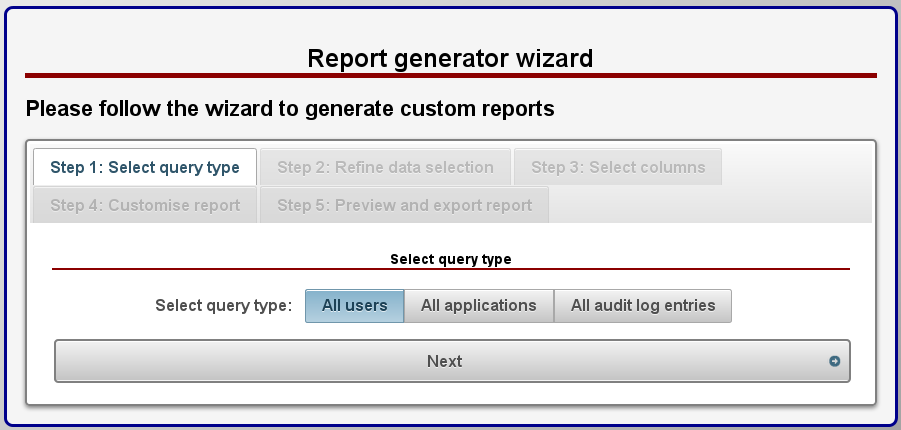 Report generator wizard
Please follow the wizard to generate custom reports
Step 1: Select query type Step 2: Refine data selection Step 3: Select columns
Step 4: Customise report Step 5: Preview and export report
Select query type
Select query type: All users All applications All audit log entries
Next